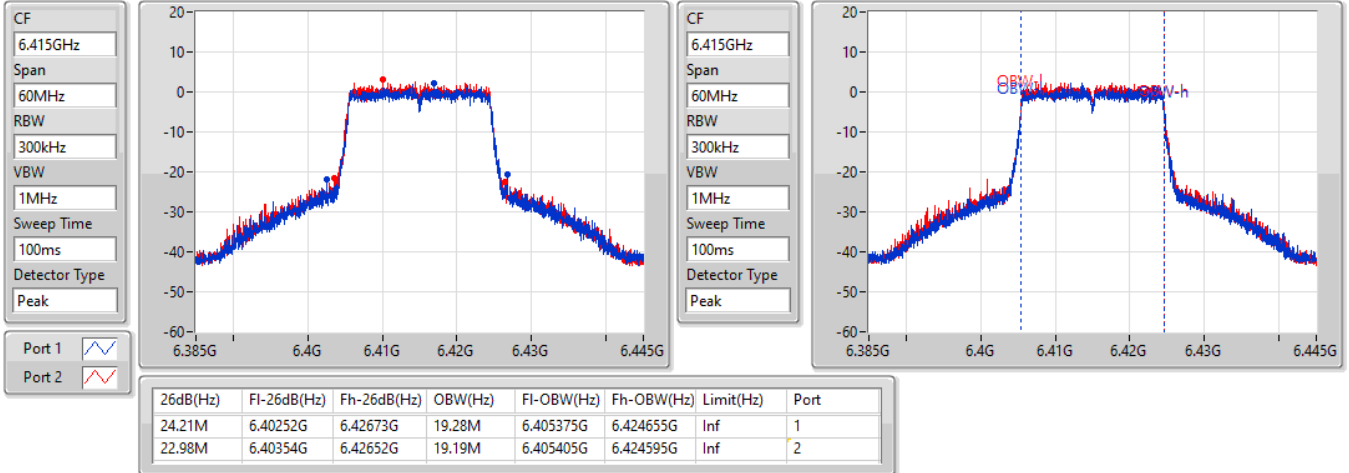 CF
6.415GHz
Span
60MHz
RBW
300kHz
VBW
1MHz
Sweep Time
100ms
Detector Type
Peak
Port 1
Port 2
20
10
0
-10
-20
-30
-40
-50
-60
6.385G 6.4G 6.41G 6.42G 6.43G 6.445G
CF
6.415GHz
Span
60MHz
RBW
300kHz
VBW
1MHz
Sweep Time
100ms
Detector Type
Peak
20
10
0
-10
-20
-30
-40
-50
-60
OBW-l
OBW-h
6.385G 6.4G 6.41G 6.42G 6.43G 6.445G
26dB(Hz) Fl-26dB(Hz) Fh-26dB(Hz) OBW(Hz) Fl-OBW(Hz) Fh-OBW(Hz) Limit(Hz) Port
24.21M 6.40252G 6.42673G 19.28M 6.405375G 6.424655G Inf 1
22.98M 6.40354G 6.42652G 19.19M 6.405405G 6.424595G Inf 2